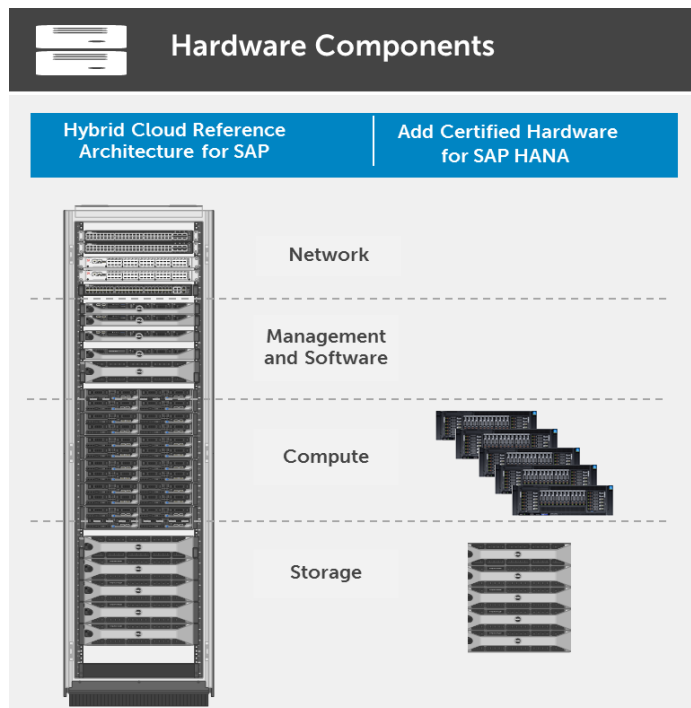 Hardware Components
Hybrid Cloud Reference
Architecture for SAP
Add Certified Hardware
for SAP HANA
Network
Management
and Software
Compute
Storage